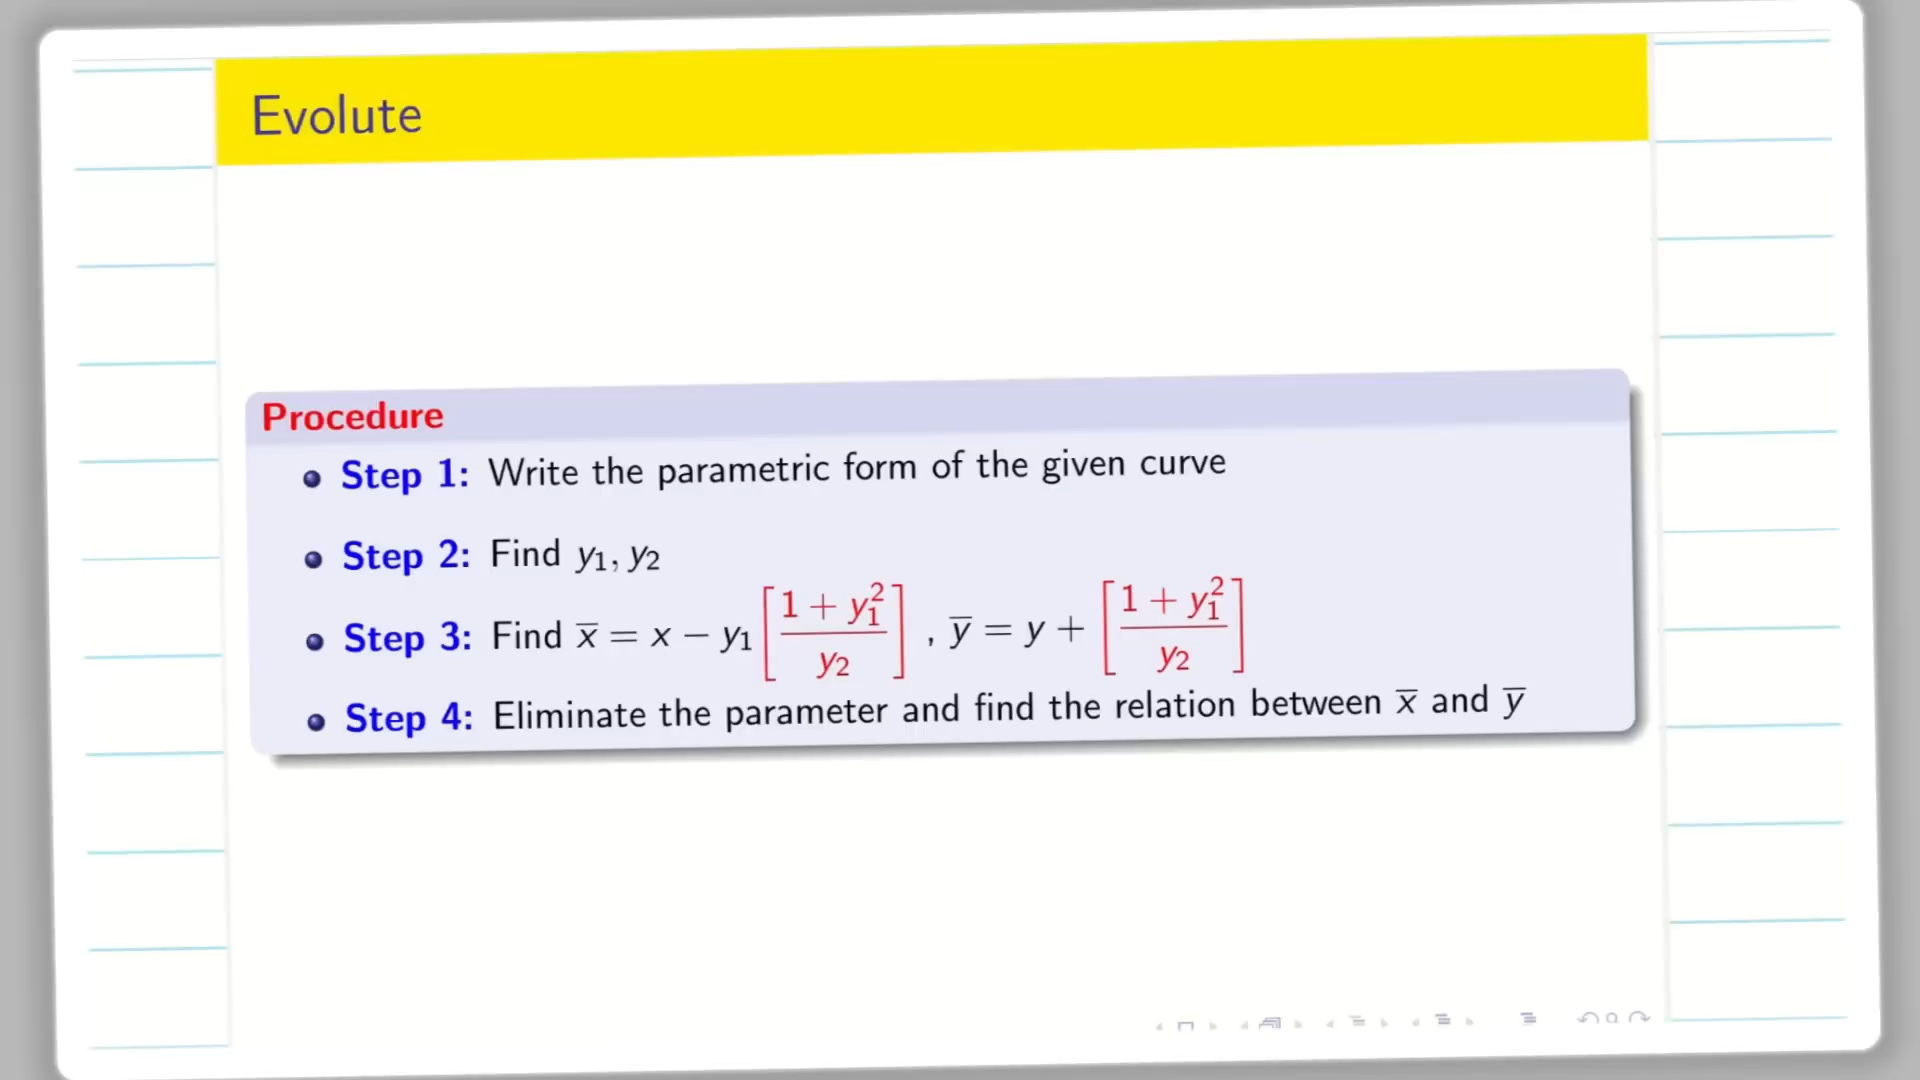 Evolute
Procedure
Step 1: Write the parametric form of the given curve
Step 2: Find y₁, y₂
Step 3: Find x̅ = x − y₁ [(1 + y₁²)/y₂] , y̅ = y + [(1 + y₁²)/y₂]
Step 4: Eliminate the parameter and find the relation between x̅ and y̅